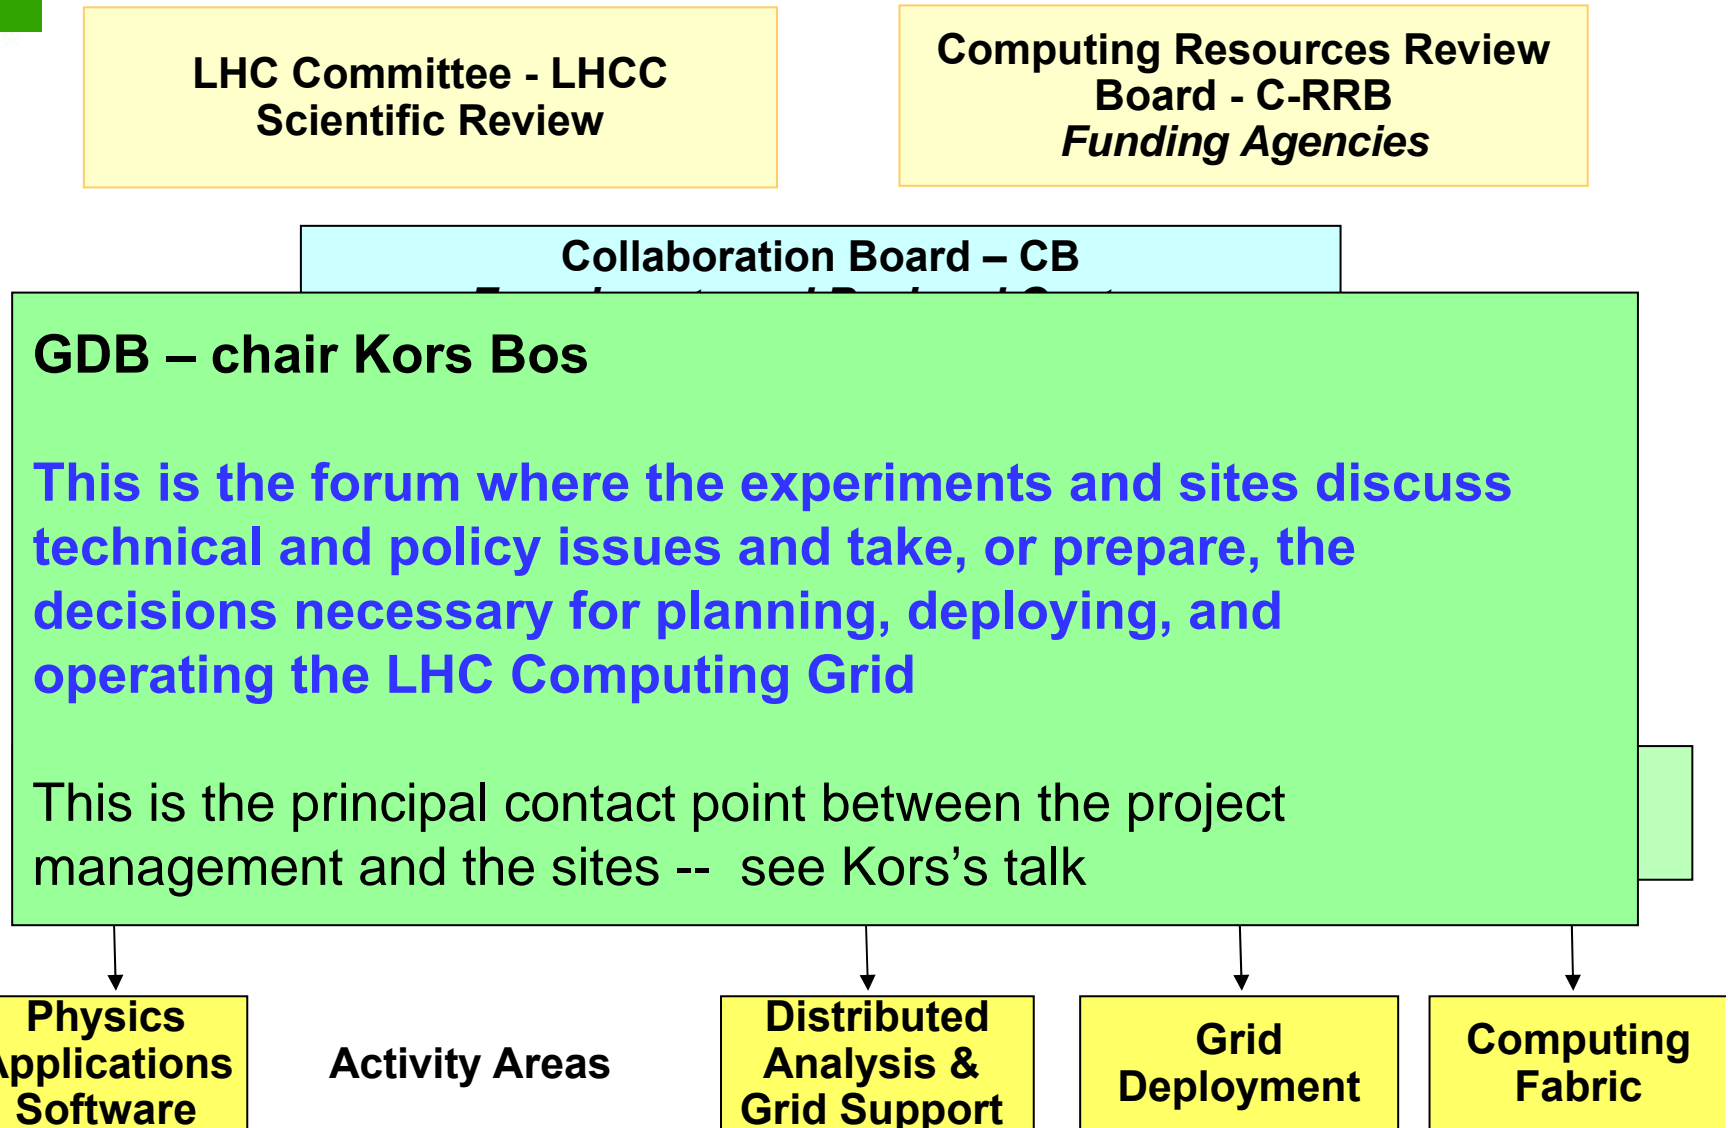 LHC Committee - LHCC
Scientific Review
Computing Resources Review
Board - C-RRB
Funding Agencies
Collaboration Board – CB
GDB – chair Kors Bos
This is the forum where the experiments and sites discuss
technical and policy issues and take, or prepare, the
decisions necessary for planning, deploying, and
operating the LHC Computing Grid
This is the principal contact point between the project
management and the sites -- see Kors's talk
Physics
Applications
Software
Activity Areas
Distributed
Analysis &
Grid Support
Grid
Deployment
Computing
Fabric